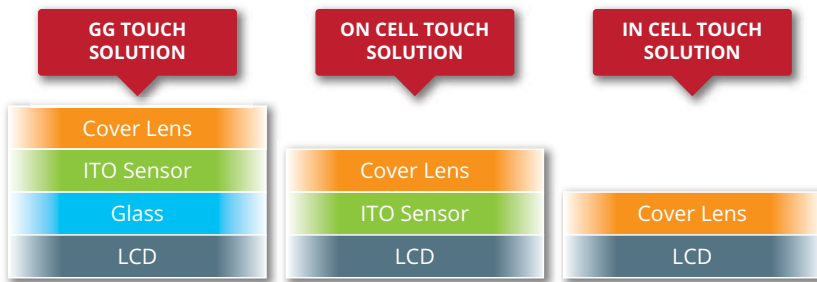 GG TOUCH
SOLUTION
ON CELL TOUCH
SOLUTION
IN CELL TOUCH
SOLUTION
Cover Lens
ITO Sensor
Glass
LCD
Cover Lens
ITO Sensor
LCD
Cover Lens
LCD